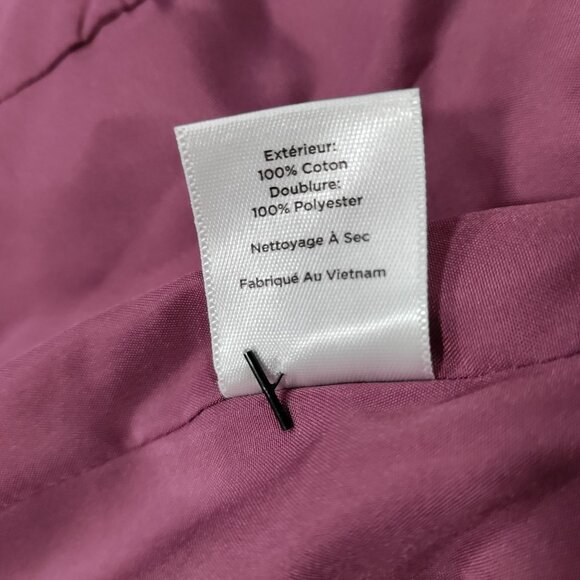 Extérieur:
100% Coton
Doublure:
100% Polyester
Nettoyage À Sec
Fabriqué Au Vietnam